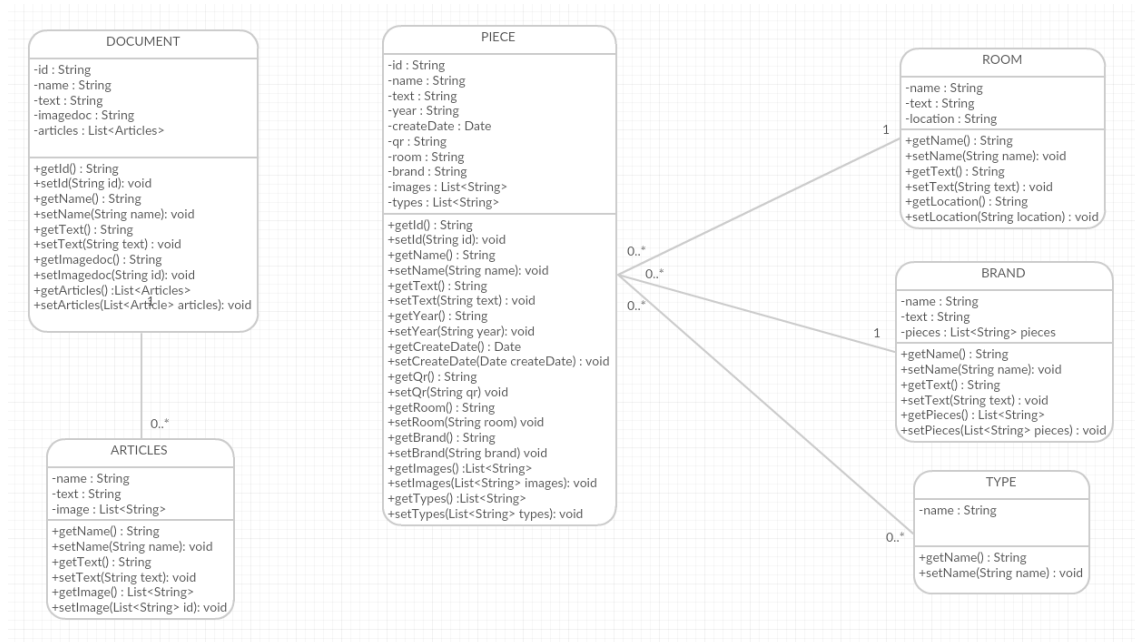 DOCUMENT
-id : String
-name : String
-text : String
-imagedoc : String
-articles : List<Articles>
+getId() : String
+setId(String id): void
+getName() : String
+setName(String name): void
+getText() : String
+setText(String text) : void
+getImagedoc() : String
+setImagedoc(String id): void
+getArticles() :List<Articles>
1
+setArticles(List<Article> articles): void
0..*
ARTICLES
-name : String
-text : String
-image : List<String>
+getName() : String
+setName(String name): void
+getText() : String
+setText(String text): void
+getImage() : List<String>
+setImage(List<String> id): void
PIECE
-id : String
-name : String
-text : String
-year : String
-createDate : Date
-qr : String
-room : String
-brand : String
-images : List<String>
-types : List<String>
+getId() : String
+setId(String id): void
+getName() : String
+setName(String name): void
+getText() : String
+setText(String text) : void
+getYear() : String
+setYear(String year): void
+getCreateDate() : Date
+setCreateDate(Date createDate) : void
+getQr() : String
+setQr(String qr) void
+getRoom() : String
+setRoom(String room) void
+getBrand() : String
+setBrand(String brand) void
+getImages() :List<String>
+setImages(List<String> images): void
+getTypes() :List<String>
+setTypes(List<String> types): void
0..*
0..*
0..*
1
1
0..*
ROOM
-name : String
-text : String
-location : String
+getName() : String
+setName(String name): void
+getText() : String
+setText(String text) : void
+getLocation() : String
+setLocation(String location) : void
BRAND
-name : String
-text : String
-pieces : List<String> pieces
+getName() : String
+setName(String name): void
+getText() : String
+setText(String text) : void
+getPieces() : List<String>
+setPieces(List<String> pieces) : void
TYPE
-name : String
+getName() : String
+setName(String name) : void